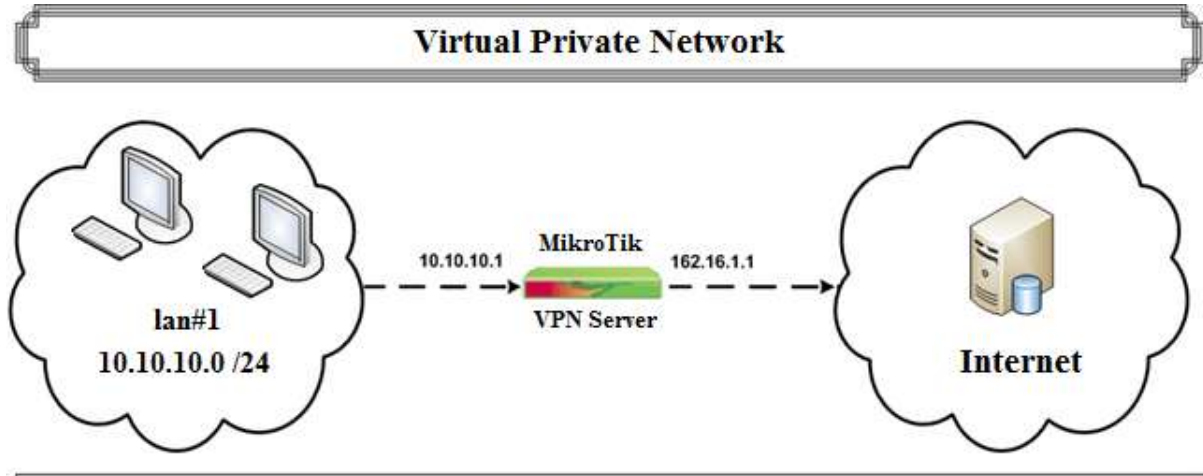 Virtual Private Network
lan#1
10.10.10.0 /24
10.10.10.1
MikroTik
VPN Server
162.16.1.1
Internet